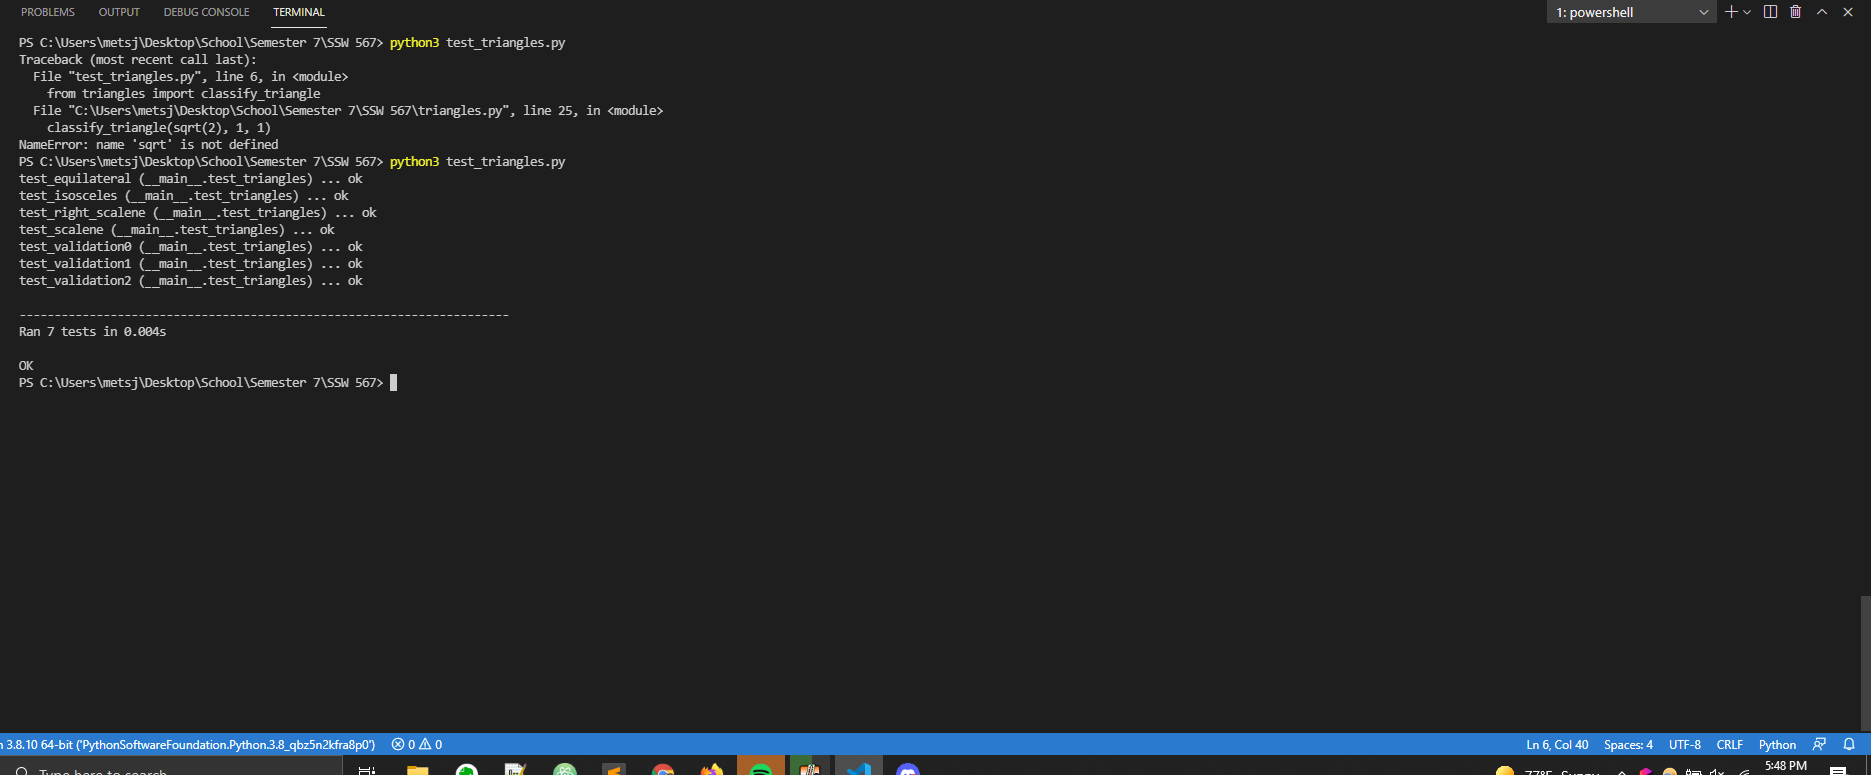 PROBLEMS OUTPUT DEBUG CONSOLE TERMINAL 1: powershell
PS C:\Users\metsj\Desktop\School\Semester 7\SSW 567> python3 test_triangles.py
Traceback (most recent call last):
  File "test_triangles.py", line 6, in <module>
    from triangles import classify_triangle
  File "C:\Users\metsj\Desktop\School\Semester 7\SSW 567\triangles.py", line 25, in <module>
    classify_triangle(sqrt(2), 1, 1)
NameError: name 'sqrt' is not defined
PS C:\Users\metsj\Desktop\School\Semester 7\SSW 567> python3 test_triangles.py
test_equilateral (__main__.test_triangles) ... ok
test_isosceles (__main__.test_triangles) ... ok
test_right_scalene (__main__.test_triangles) ... ok
test_scalene (__main__.test_triangles) ... ok
test_validation0 (__main__.test_triangles) ... ok
test_validation1 (__main__.test_triangles) ... ok
test_validation2 (__main__.test_triangles) ... ok
----------------------------------------------------------------------
Ran 7 tests in 0.004s
OK
PS C:\Users\metsj\Desktop\School\Semester 7\SSW 567>
n 3.8.10 64-bit ('PythonSoftwareFoundation.Python.3.8_qbz5n2kfra8p0') 0 0 Ln 6, Col 40 Spaces: 4 UTF-8 CRLF Python
Type here to search 77°F Sunny 5:48 PM